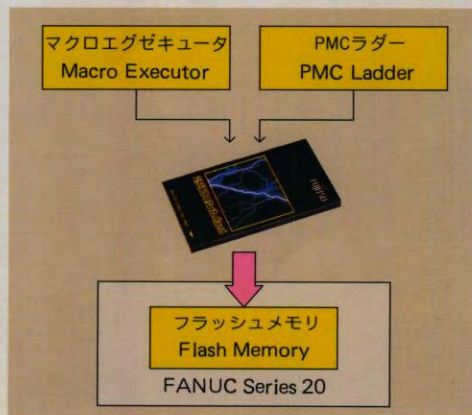 マクロエグゼキュータ
Macro Executor
PMCラダー
PMC Ladder
FUJITSU
フラッシュメモリ
Flash Memory
FANUC Series 20